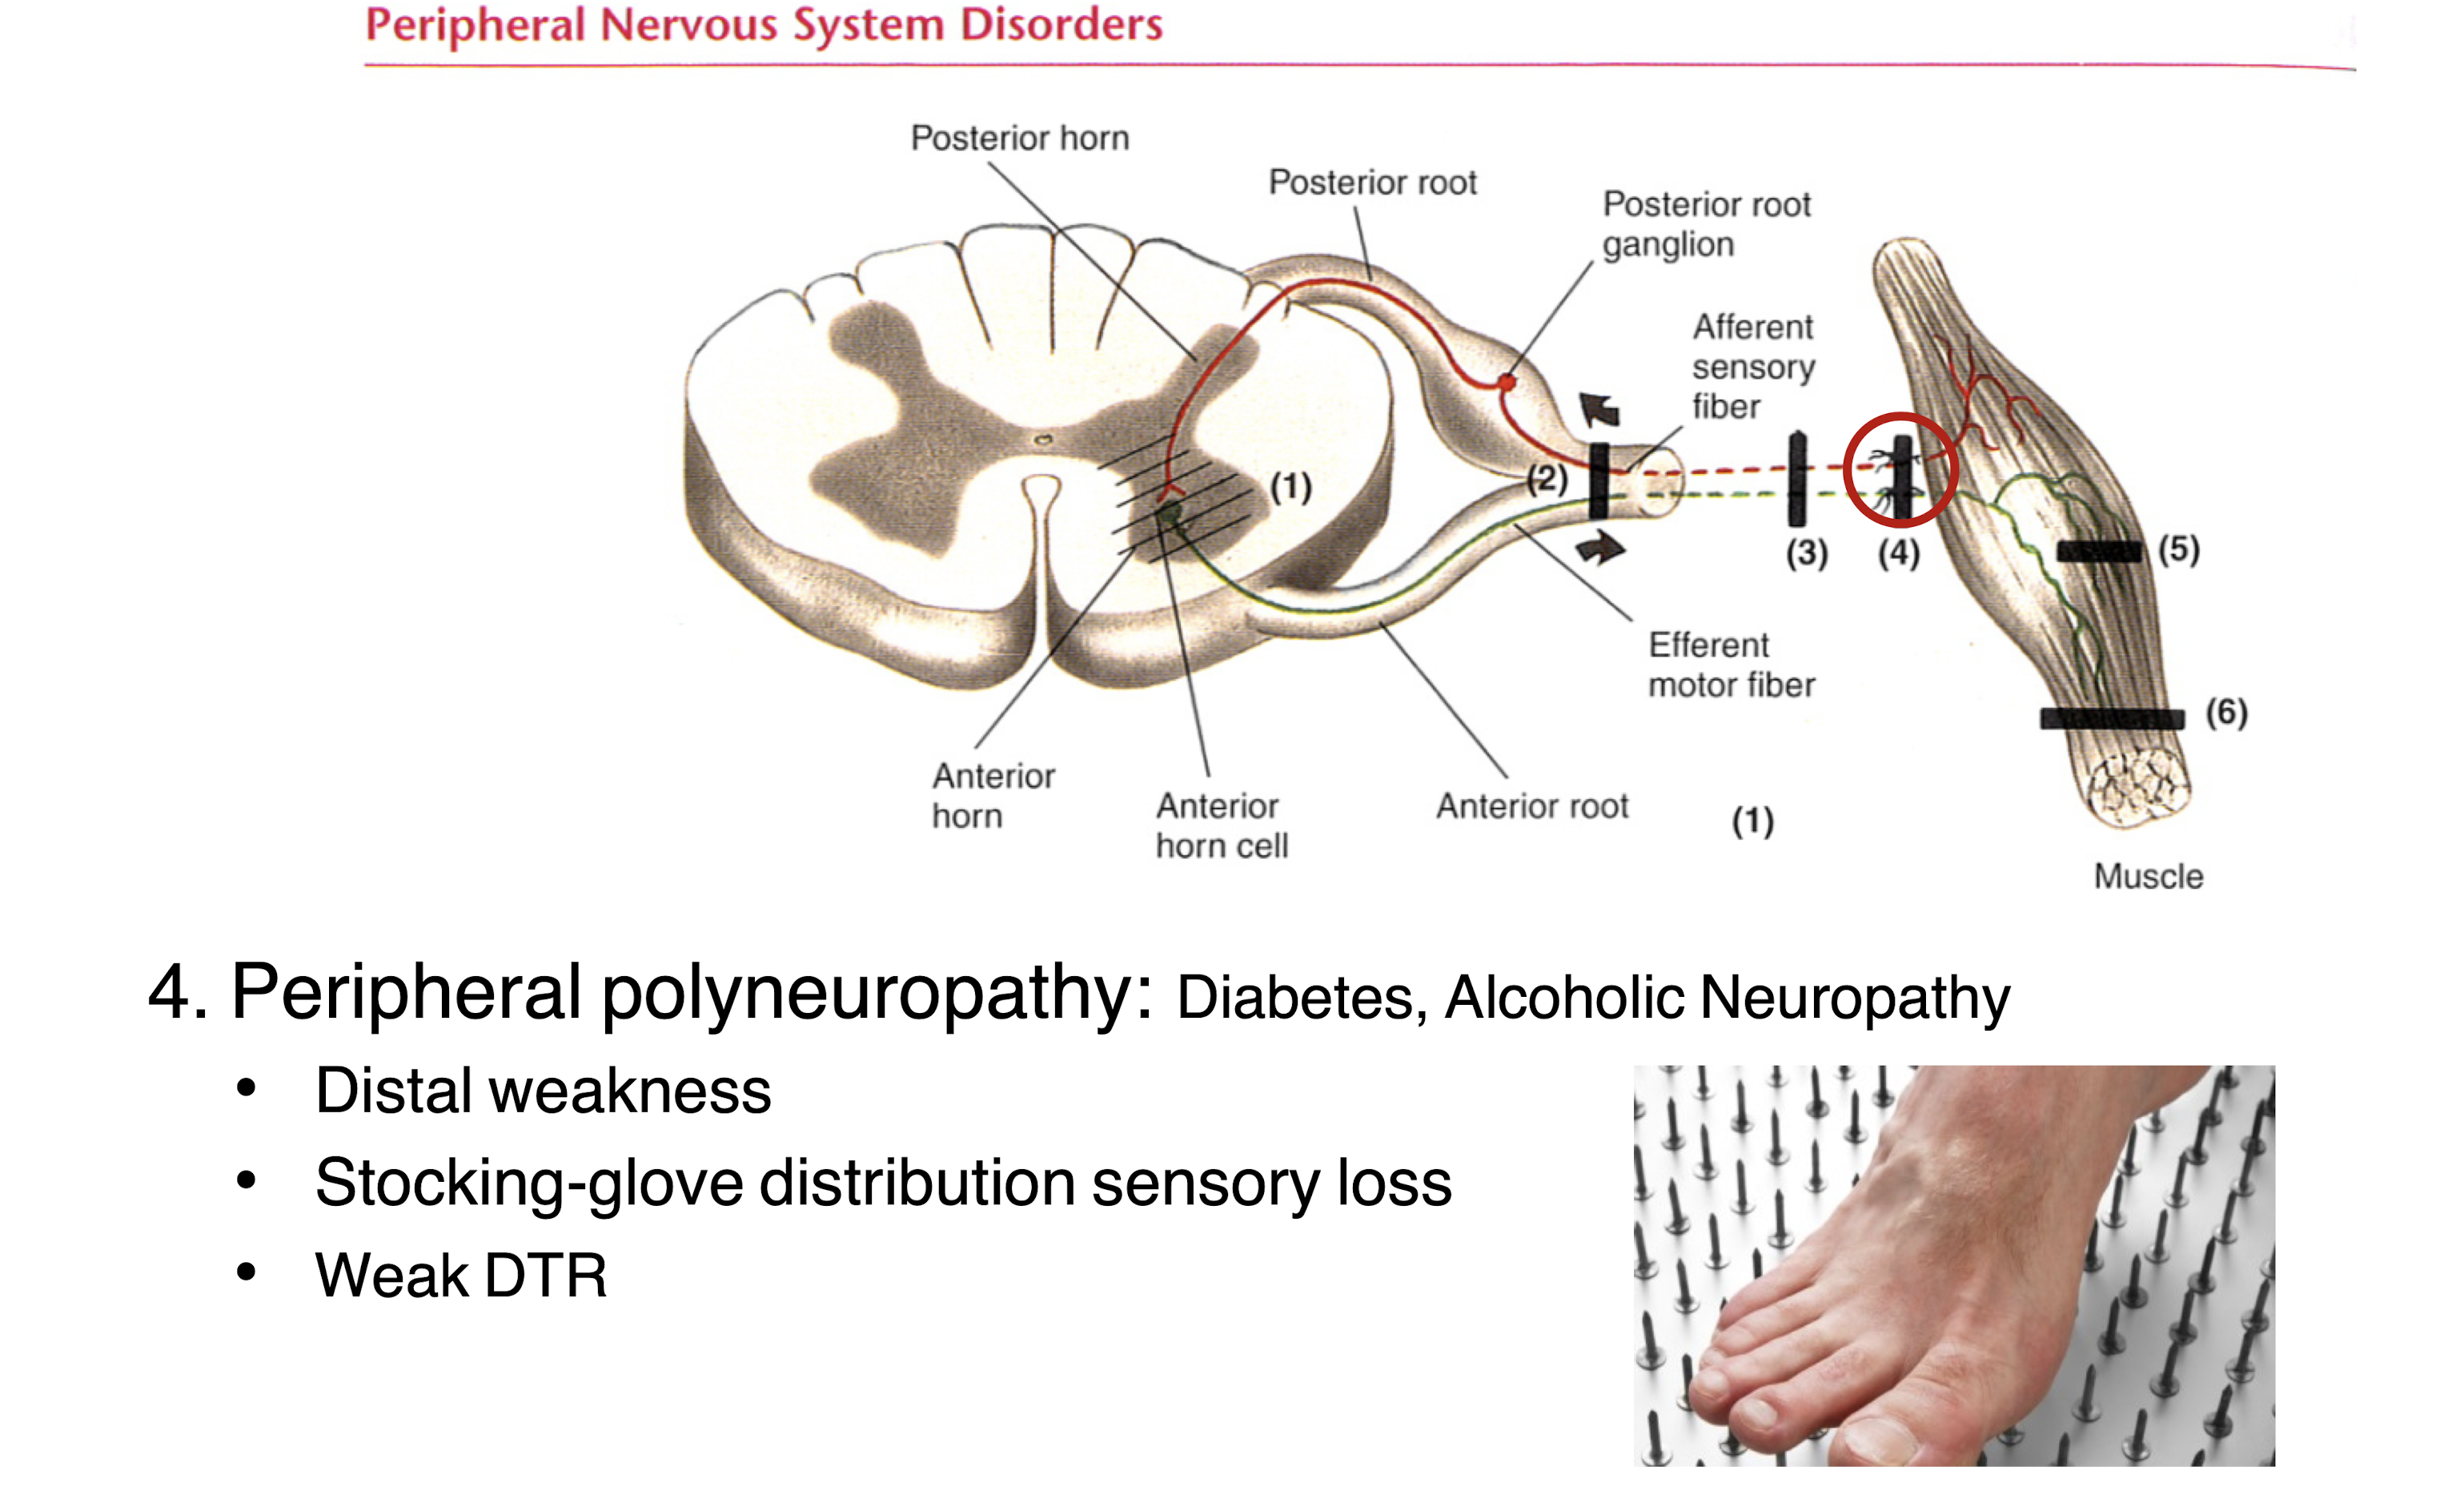 Peripheral Nervous System Disorders
Posterior horn
Posterior root
Posterior root
ganglion
Afferent
sensory
fiber
(1)
(2)
(3)
(4)
(5)
(6)
Efferent
motor fiber
Anterior
horn
Anterior
horn cell
Anterior root
(1)
Muscle
4. Peripheral polyneuropathy: Diabetes, Alcoholic Neuropathy
• Distal weakness
• Stocking-glove distribution sensory loss
• Weak DTR